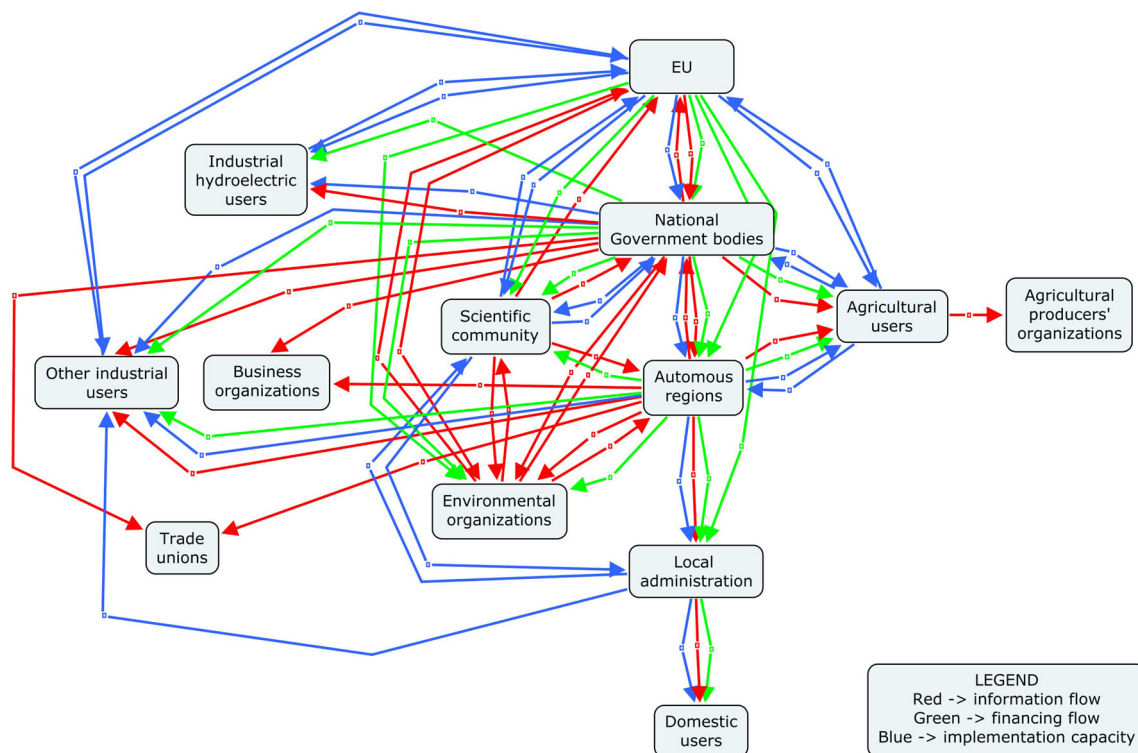 EU
Industrial
hydroelectric
users
National
Government bodies
Scientific
community
Agricultural
users
Agricultural
producers'
organizations
Other industrial
users
Business
organizations
Automous
regions
Environmental
organizations
Trade
unions
Local
administration
Domestic
users
LEGEND
Red -> information flow
Green -> financing flow
Blue -> implementation capacity